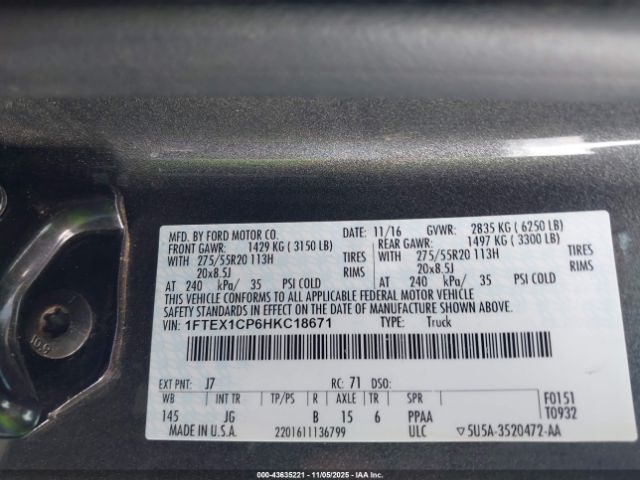 MFD. BY FORD MOTOR CO. DATE: 11/16 GVWR: 2835 KG ( 6250 LB)
FRONT GAWR: 1429 KG ( 3150 LB) REAR GAWR: 1497 KG ( 3300 LB)
WITH 275/55R20 113H TIRES WITH 275/55R20 113H TIRES
20x8.5J RIMS 20x8.5J RIMS
AT 240 kPa/ 35 PSI COLD AT 240 kPa/ 35 PSI COLD
THIS VEHICLE CONFORMS TO ALL APPLICABLE FEDERAL MOTOR VEHICLE
SAFETY STANDARDS IN EFFECT ON THE DATE OF MANUFACTURE SHOWN ABOVE.
VIN: 1FTEX1CP6HKC18671 TYPE: Truck
EXT PNT: J7 RC: 71 DSO: F0151
WB INT TR TP/PS R AXLE TR SPR T0932
145 JG B 15 6 PPAA
MADE IN U.S.A. 2201611136799 ULC ▽5U5A-3520472-AA
000-43635221 - 11/05/2025 - IAA Inc.